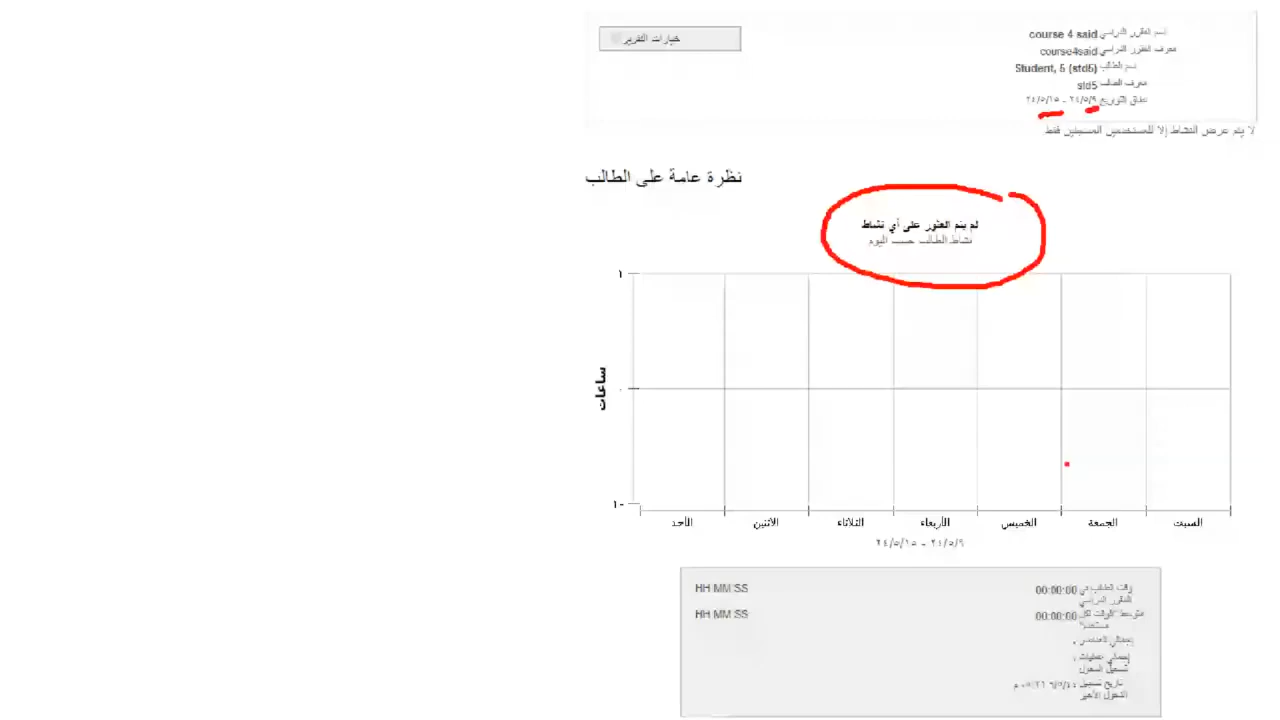 خيارات التقرير
اسم المقرر الدراسي course 4 said
معرف المقرر الدراسي course4said
اسم الطالب Student, 5 (std5)
معرف الطالب std5
نطاق التواريخ ٢٤/٥/٩ - ٢٤/٥/١٥
لا يتم عرض النشاط إلا للمستخدمين المسجلين فقط
نظرة عامة على الطالب
لم يتم العثور على أي نشاط
نشاط الطالب حسب اليوم
١
٠
١-
ساعات
الأحد الاثنين الثلاثاء الأربعاء الخميس الجمعة السبت
٢٤/٥/٩ - ٢٤/٥/١٥
وقت الطالب في المقرر الدراسي 00:00:00 HH:MM:SS
متوسط "الوقت لكل مستخدم" 00:00:00 HH:MM:SS
إجمالي العناصر ٠
إجمالي عمليات تسجيل الدخول ٠
تاريخ تسجيل الدخول الأخير